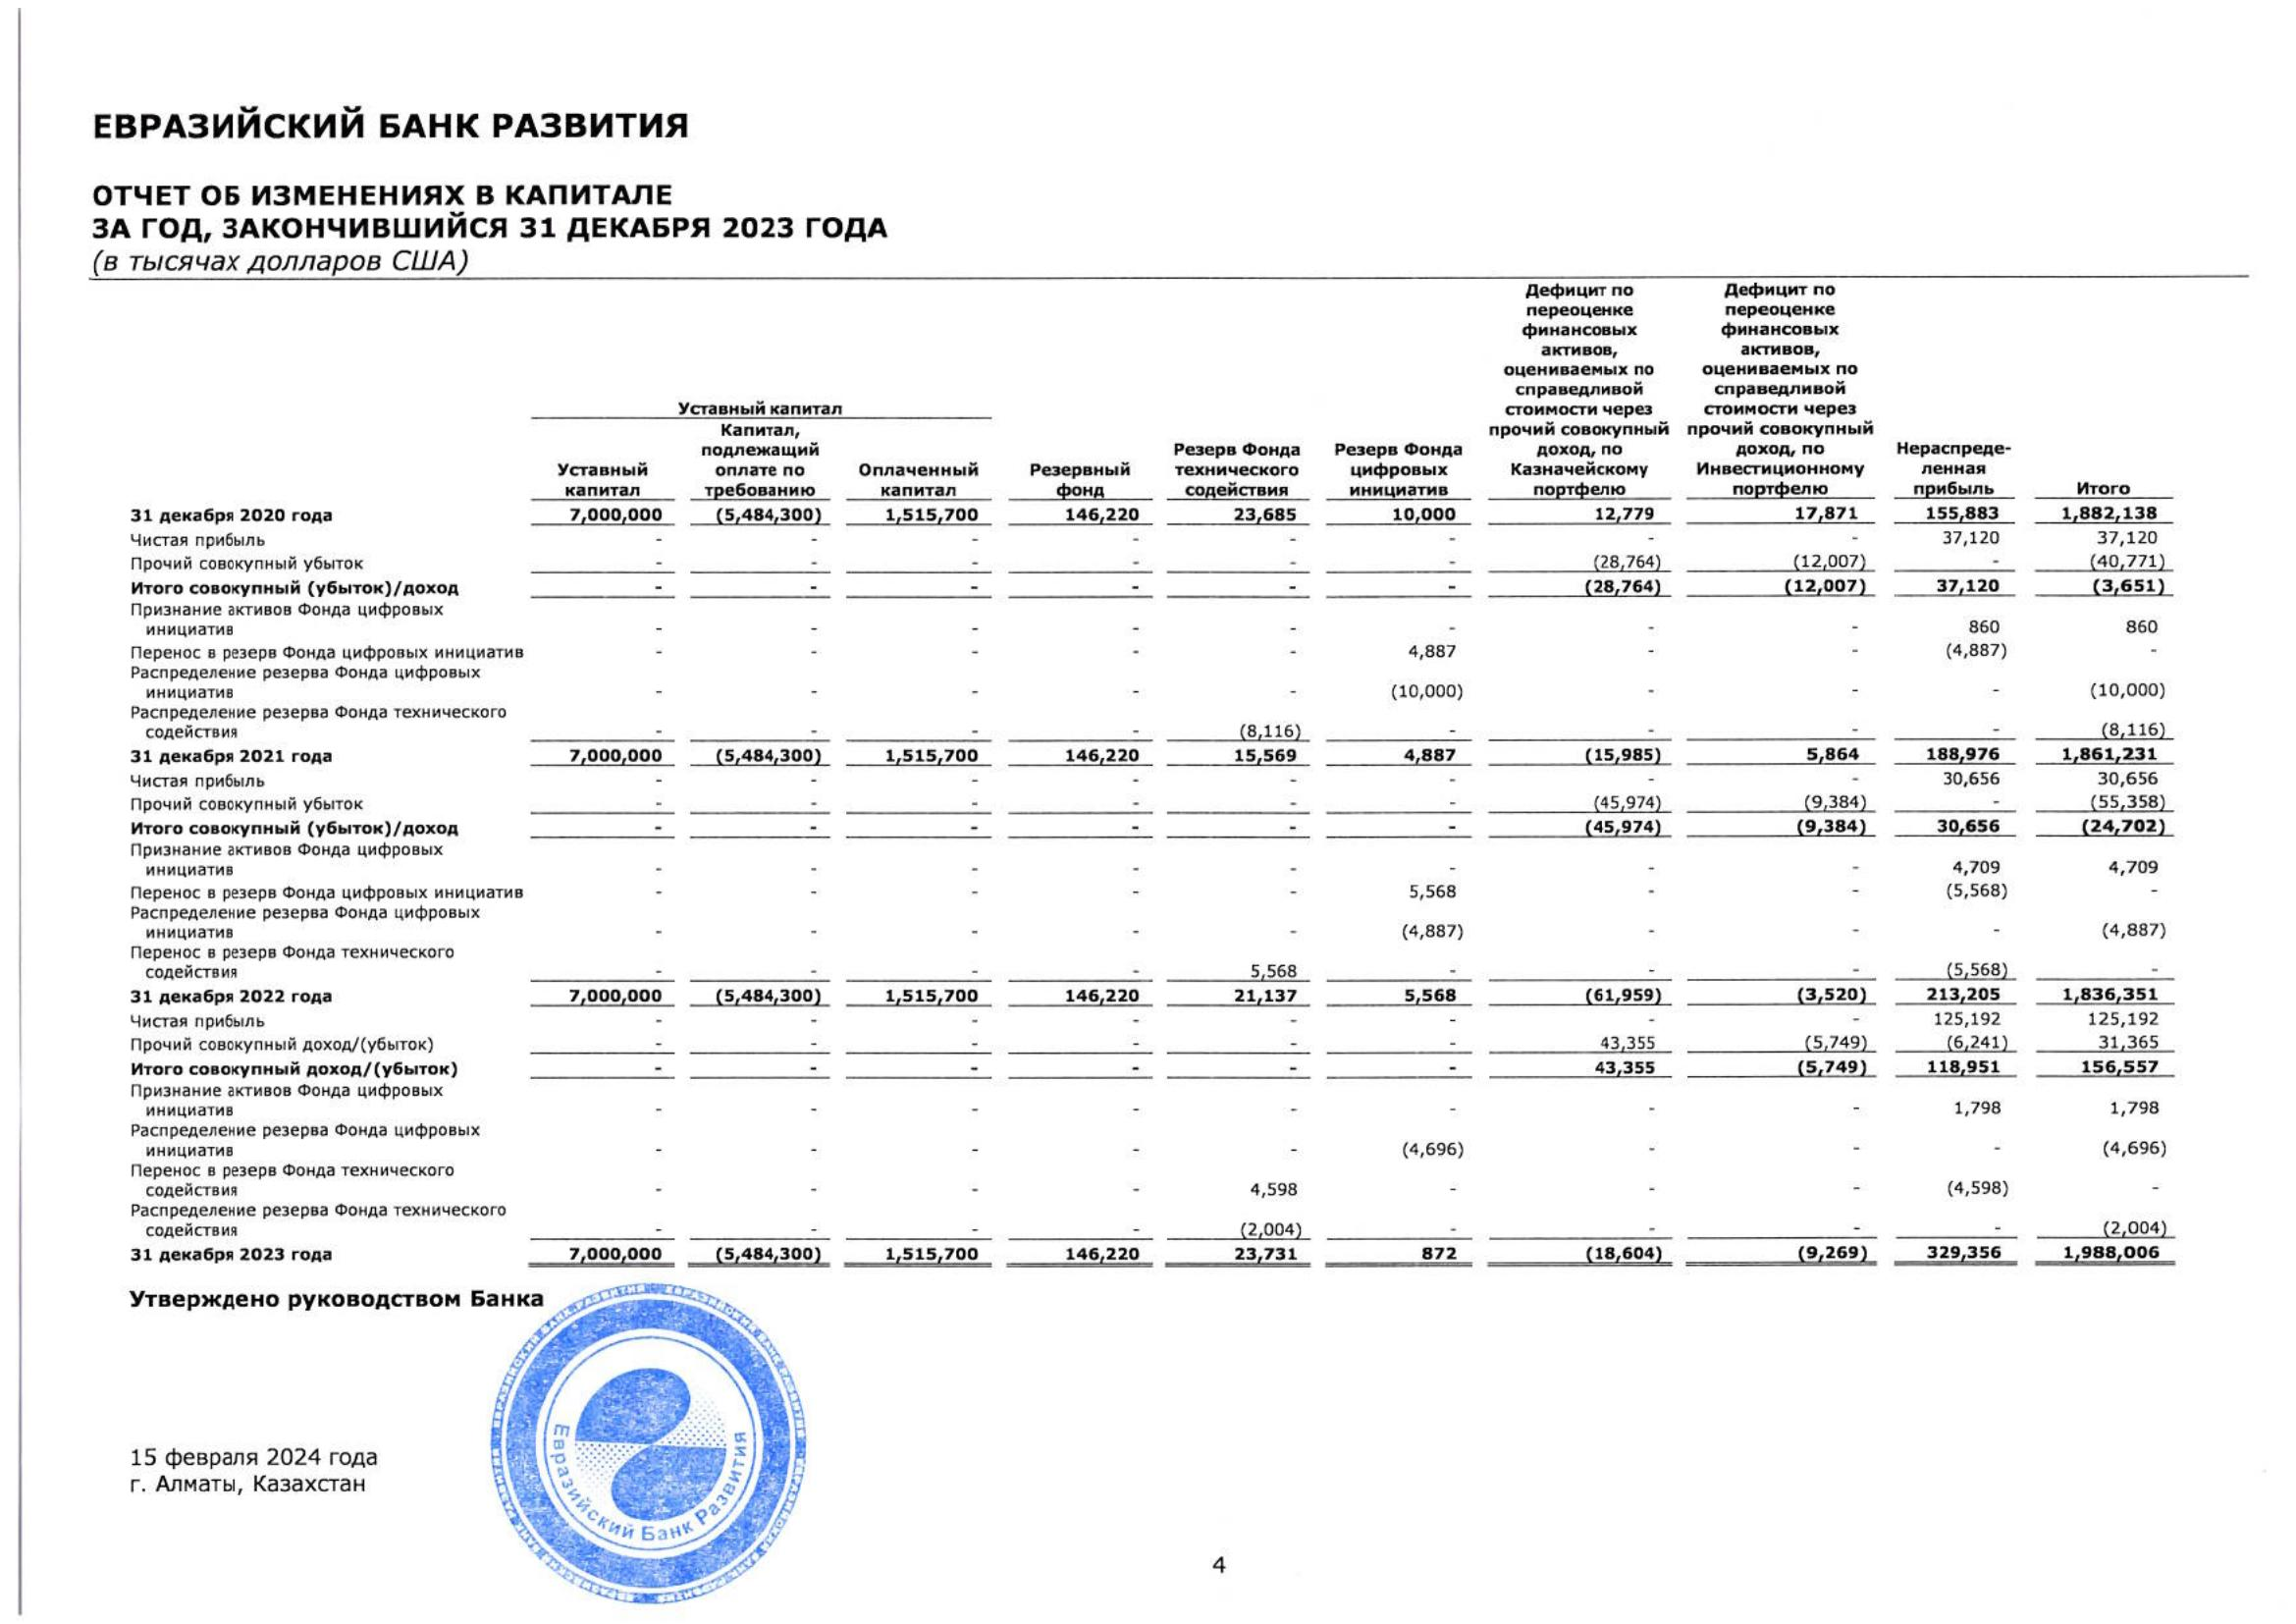 ЕВРАЗИЙСКИЙ БАНК РАЗВИТИЯ
ОТЧЕТ ОБ ИЗМЕНЕНИЯХ В КАПИТАЛЕ
ЗА ГОД, ЗАКОНЧИВШИЙСЯ 31 ДЕКАБРЯ 2023 ГОДА
(в тысячах долларов США)
Уставный капитал
Уставный капитал
Капитал, подлежащий оплате по требованию
Оплаченный капитал
Резервный фонд
Резерв Фонда технического содействия
Резерв Фонда цифровых инициатив
Дефицит по переоценке финансовых активов, оцениваемых по справедливой стоимости через прочий совокупный доход, по Казначейскому портфелю
Дефицит по переоценке финансовых активов, оцениваемых по справедливой стоимости через прочий совокупный доход, по Инвестиционному портфелю
Нераспреде-ленная прибыль
Итого
31 декабря 2020 года 7,000,000 (5,484,300) 1,515,700 146,220 23,685 10,000 12,779 17,871 155,883 1,882,138
Чистая прибыль - - - - - - - - 37,120 37,120
Прочий совокупный убыток - - - - - - (28,764) (12,007) - (40,771)
Итого совокупный (убыток)/доход - - - - - - (28,764) (12,007) 37,120 (3,651)
Признание активов Фонда цифровых
инициатив - - - - - - - - 860 860
Перенос в резерв Фонда цифровых инициатив - - - - - 4,887 - - (4,887) -
Распределение резерва Фонда цифровых
инициатив - - - - - (10,000) - - - (10,000)
Распределение резерва Фонда технического
содействия - - - - (8,116) - - - - (8,116)
31 декабря 2021 года 7,000,000 (5,484,300) 1,515,700 146,220 15,569 4,887 (15,985) 5,864 188,976 1,861,231
Чистая прибыль - - - - - - - - 30,656 30,656
Прочий совокупный убыток - - - - - - (45,974) (9,384) - (55,358)
Итого совокупный (убыток)/доход - - - - - - (45,974) (9,384) 30,656 (24,702)
Признание активов Фонда цифровых
инициатив - - - - - - - - 4,709 4,709
Перенос в резерв Фонда цифровых инициатив - - - - - 5,568 - - (5,568) -
Распределение резерва Фонда цифровых
инициатив - - - - - (4,887) - - - (4,887)
Перенос в резерв Фонда технического
содействия - - - - 5,568 - - - (5,568) -
31 декабря 2022 года 7,000,000 (5,484,300) 1,515,700 146,220 21,137 5,568 (61,959) (3,520) 213,205 1,836,351
Чистая прибыль - - - - - - - - 125,192 125,192
Прочий совокупный доход/(убыток) - - - - - - 43,355 (5,749) (6,241) 31,365
Итого совокупный доход/(убыток) - - - - - - 43,355 (5,749) 118,951 156,557
Признание активов Фонда цифровых
инициатив - - - - - - - - 1,798 1,798
Распределение резерва Фонда цифровых
инициатив - - - - - (4,696) - - - (4,696)
Перенос в резерв Фонда технического
содействия - - - - 4,598 - - - (4,598) -
Распределение резерва Фонда технического
содействия - - - - (2,004) - - - - (2,004)
31 декабря 2023 года 7,000,000 (5,484,300) 1,515,700 146,220 23,731 872 (18,604) (9,269) 329,356 1,988,006
Утверждено руководством Банка
Евразийский Банк Развития
15 февраля 2024 года
г. Алматы, Казахстан
4